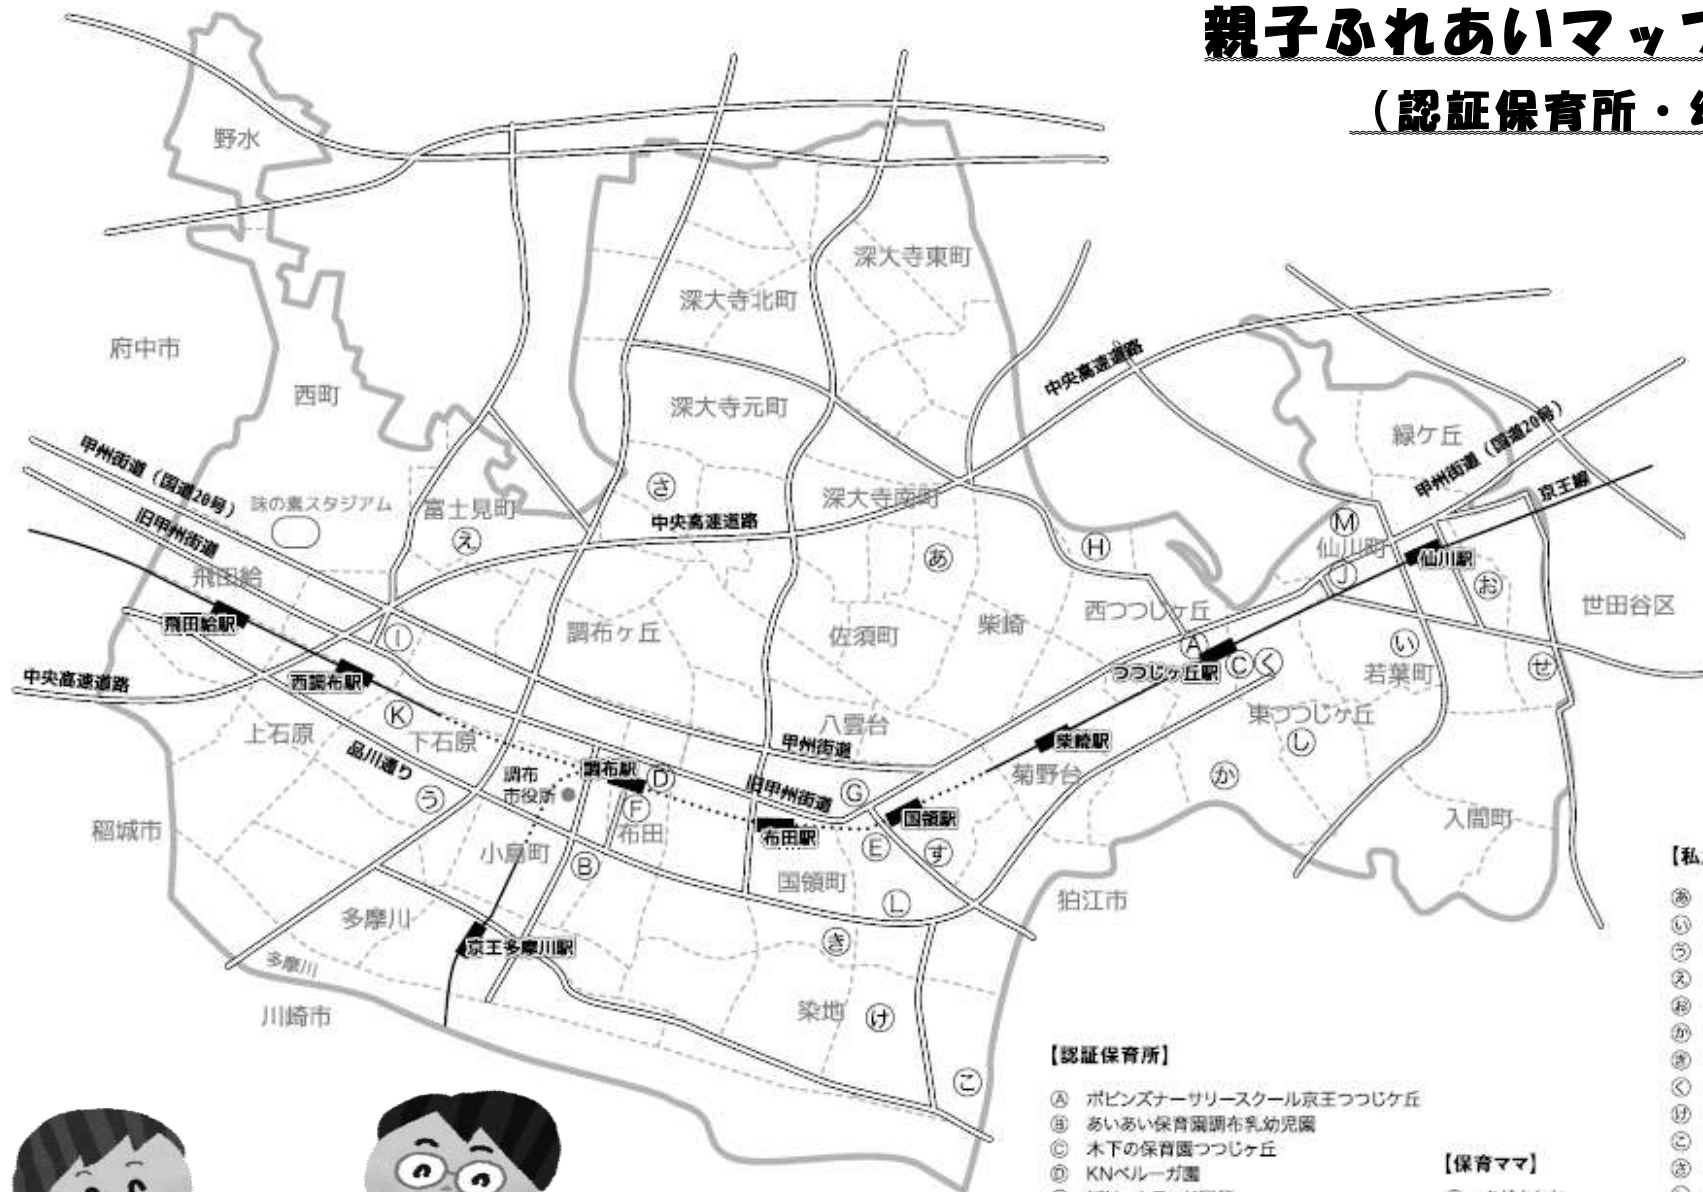 親子ふれあいマップ
（認証保育所・
野水
深大寺東町
深大寺北町
府中市
西町
深大寺元町
中央高速道路
緑ケ丘
甲州街道（国道20号）
甲州街道（国道20号）
京王線
味の素スタジアム
富士見町
深大寺南町
さ
旧甲州街道
中央高速道路
え
あ
H
M
仙川町
仙川駅
J
お
飛田給
飛田給駅
I
調布ヶ丘
佐須町
柴崎
西つつじヶ丘
世田谷区
A
い
つつじヶ丘駅
C
く
若葉町
せ
中央高速道路
西調布駅
K
上石原
下石原
品川通り
八雲台
甲州街道
柴崎駅
東つつじケ丘
し
調布
市役所
調布駅
D
旧甲州街道
G
菊野台
か
う
F
布田
布田駅
国領駅
入間町
稲城市
小島町
B
E
す
国領町
L
狛江市
多摩川
き
京王多摩川駅
多摩川
川崎市
染地
け
こ
【認証保育所】
Ⓐ ポピンズナーサリースクール京王つつじケ丘
Ⓑ あいあい保育園調布乳幼児園
Ⓒ 木下の保育園つつじヶ丘
Ⓓ KNベルーガ園
【保育ママ】
【私
あ
い
う
え
お
か
き
く
け
こ
さ